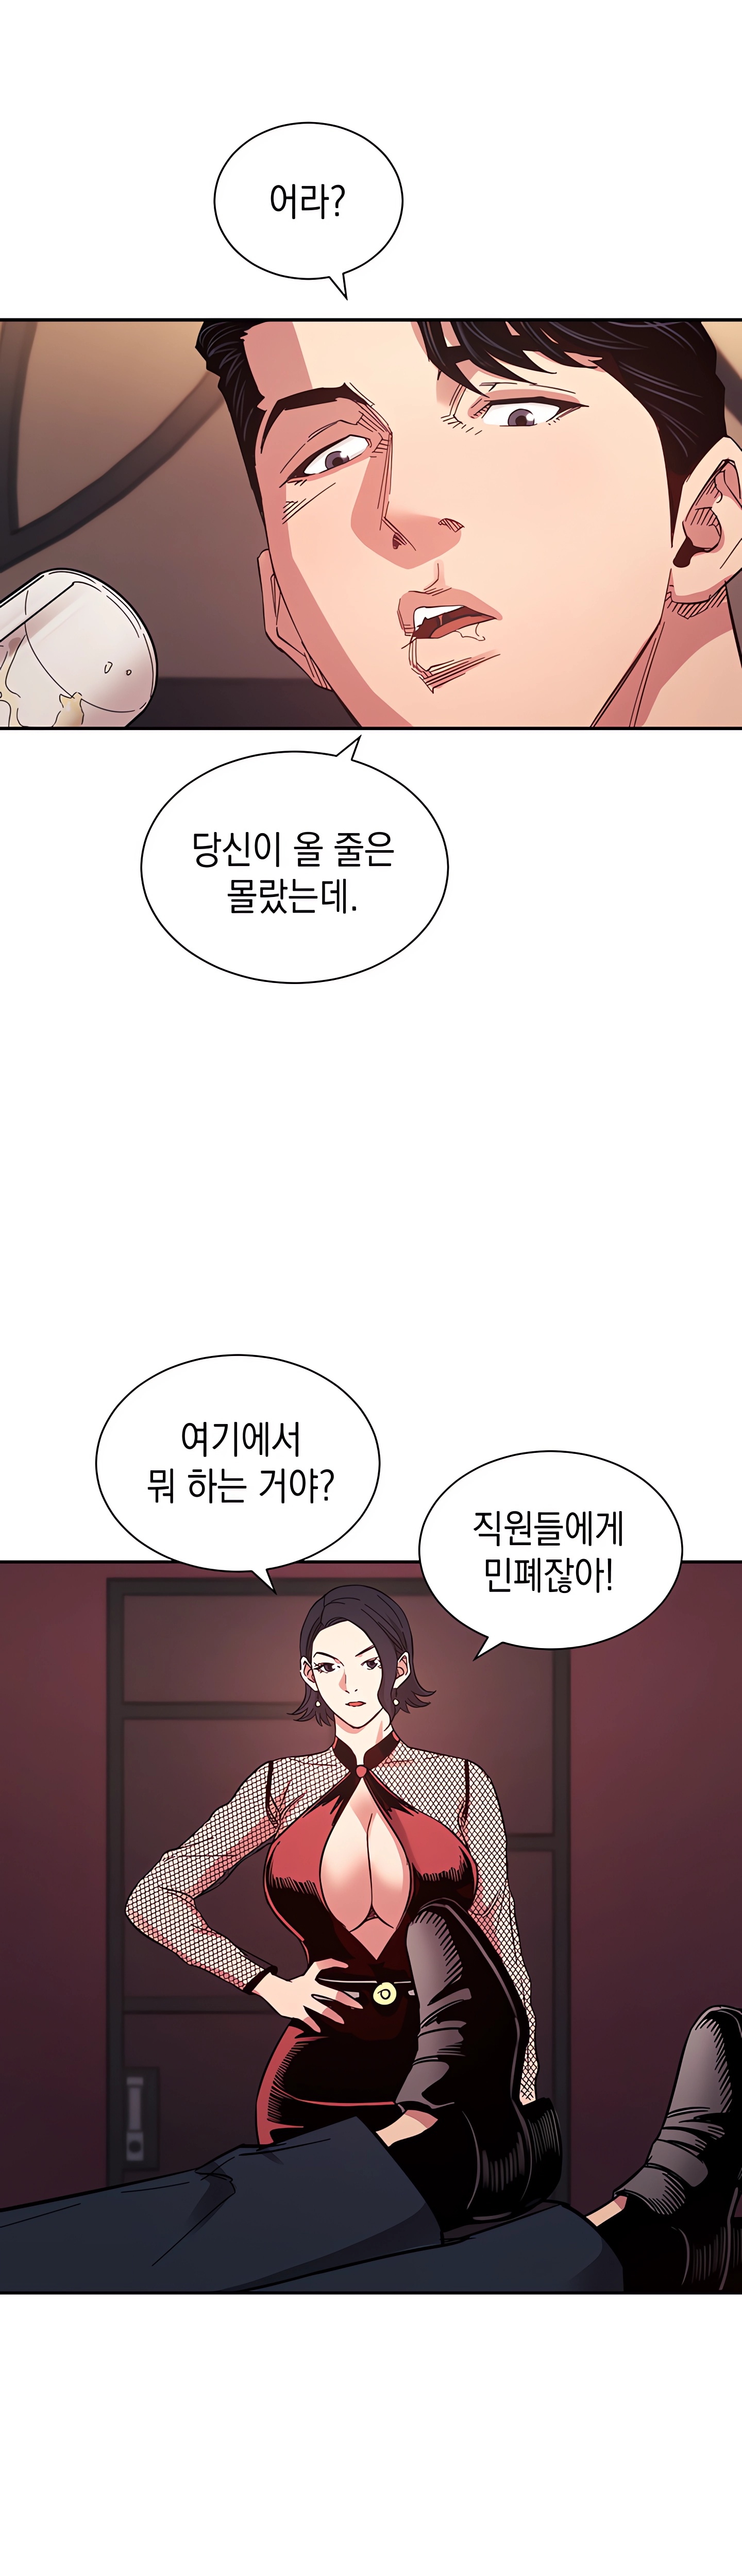 어라?
당신이 올 줄은
몰랐는데.
여기에서
뭐 하는 거야?
직원들에게
민폐잖아!